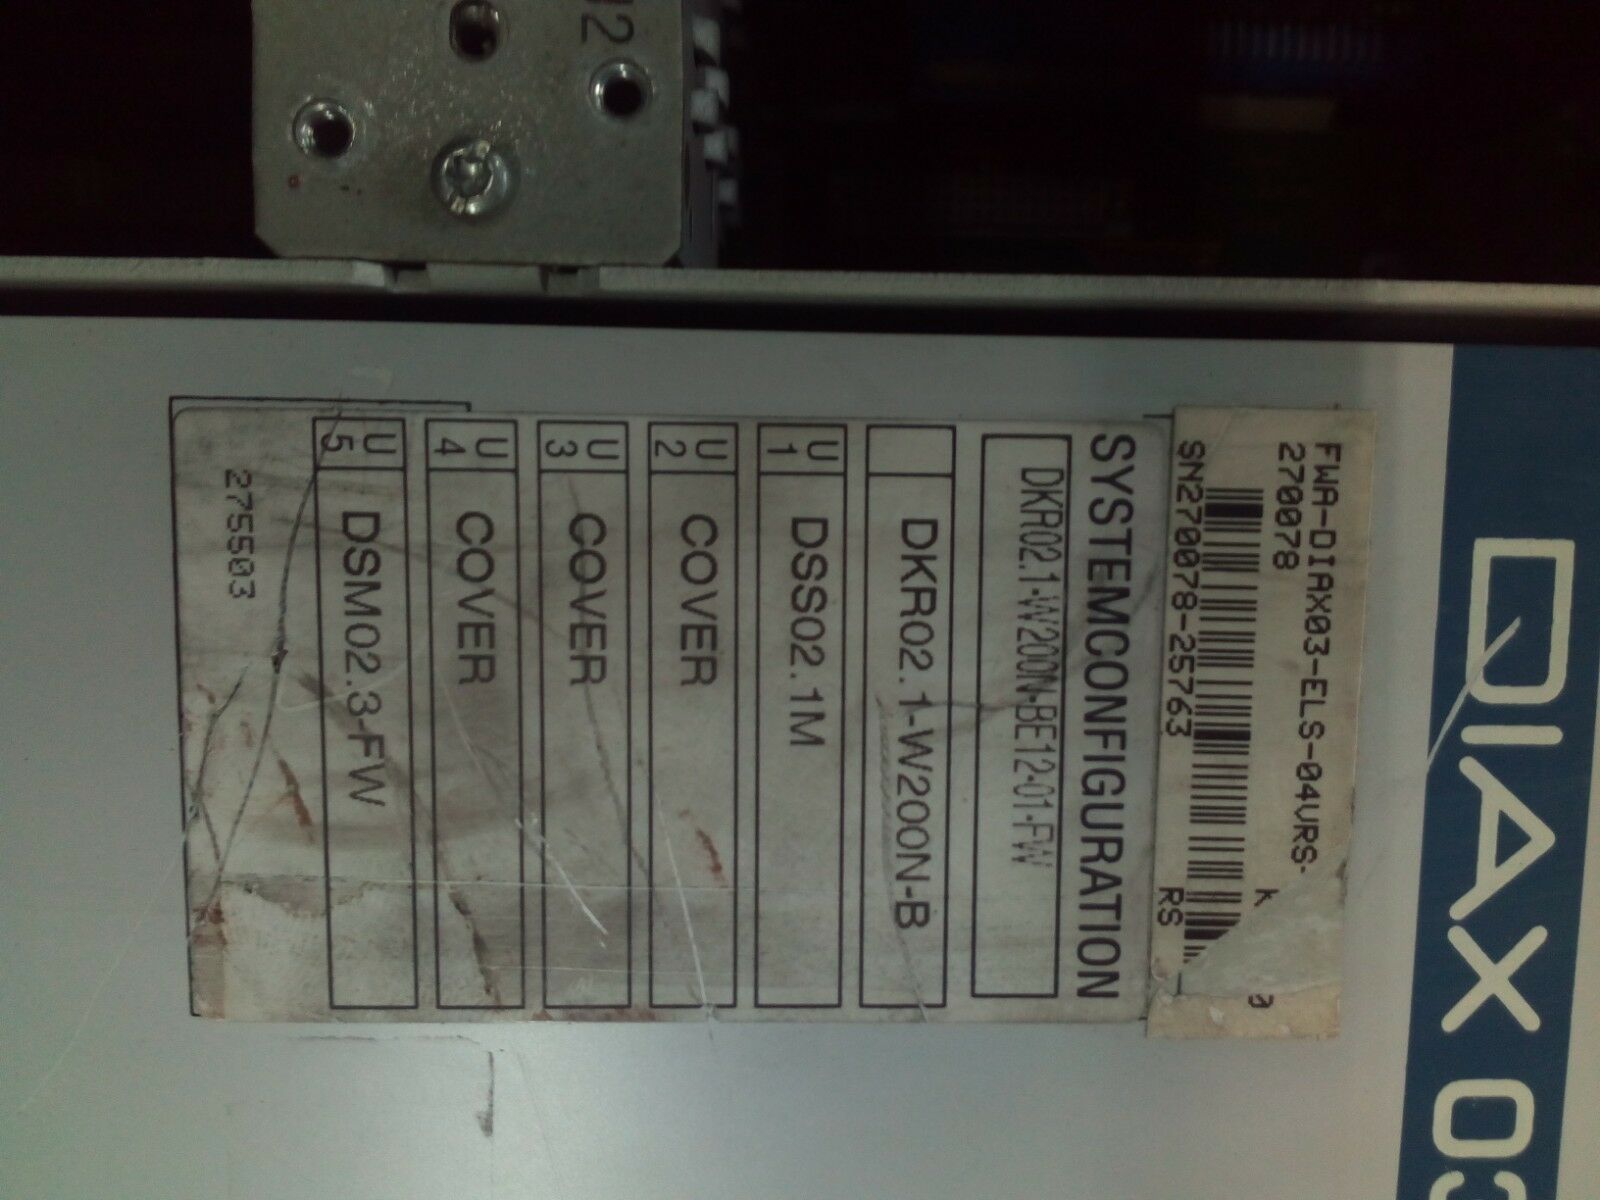 DIAX 03
FWA-DIAX03-ELS-04VRS-
270078 K 0
SN270078-25763 RS
SYSTEMCONFIGURATION
DKR02.1-W200N-BE12-01-FW
DKR02.1-W200N-B
U 1 DSS02.1M
U 2 COVER
U 3 COVER
U 4 COVER
U 5 DSM02.3-FW
275503